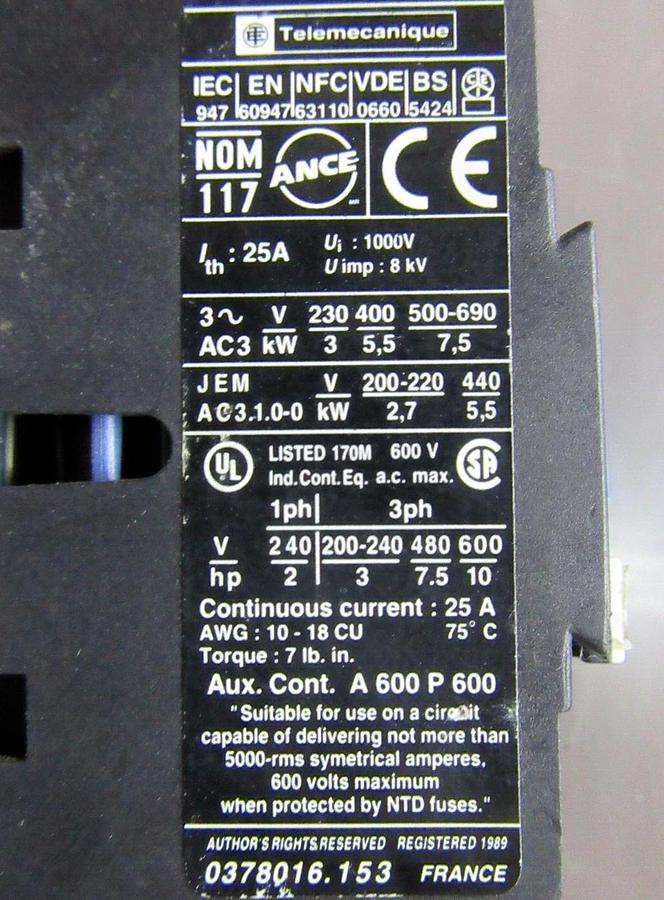 TE Telemecanique
IEC EN NFC VDE BS
947 60947 63110 0660 5424
NOM ANCE CE
117
Ith : 25A Ui : 1000V
U imp : 8 kV
3~ V 230 400 500-690
AC3 kW 3 5,5 7,5
JEM V 200-220 440
AC3.1.0-0 kW 2,7 5,5
UL LISTED 170M 600 V SA
Ind.Cont.Eq. a.c. max.
1ph 3ph
V 240 200-240 480 600
hp 2 3 7.5 10
Continuous current : 25 A
AWG : 10 - 18 CU 75° C
Torque : 7 lb. in.
Aux. Cont. A 600 P 600
"Suitable for use on a circuit
capable of delivering not more than
5000-rms symetrical amperes,
600 volts maximum
when protected by NTD fuses."
AUTHOR'S RIGHTS RESERVED REGISTERED 1989
0378016.153 FRANCE